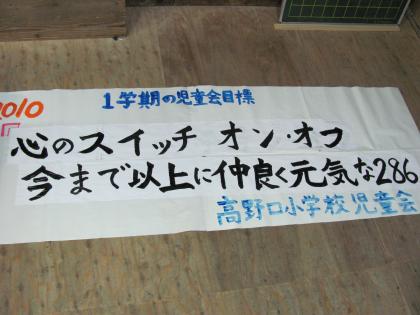 1学期の児童会目標
心のスイッチ オン・オフ
今まで以上に仲良く元気な286
高野口小学校児童会